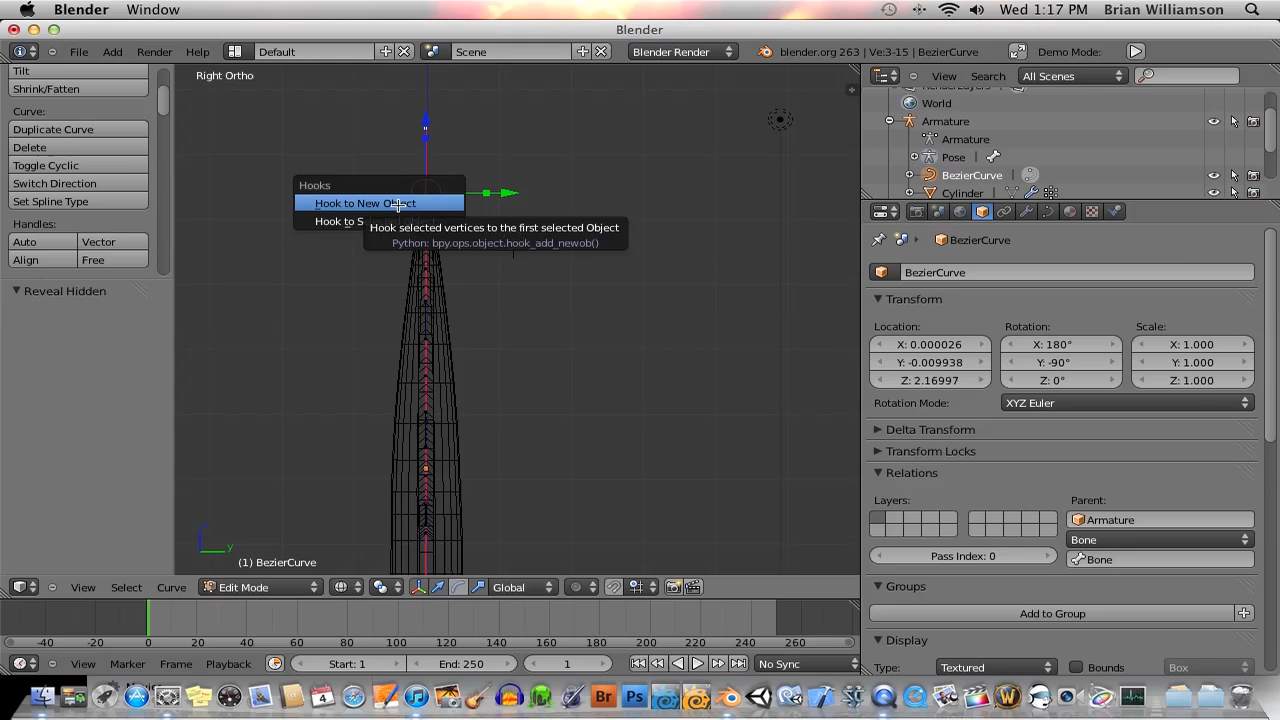 Blender Window
Wed 1:17 PM Brian Williamson
Blender
File Add Render Help
Default
Scene
Blender Render
blender.org 263 | Ve:3-15 | BezierCurve
Demo Mode:
Tilt
Shrink/Fatten
Curve:
Duplicate Curve
Delete
Toggle Cyclic
Switch Direction
Set Spline Type
Handles:
Auto Vector
Align Free
Reveal Hidden
Right Ortho
Hooks
Hook to New Object
Hook to S
Hook selected vertices to the first selected Object
Python: bpy.ops.object.hook_add_newob()
z
y
(1) BezierCurve
View Select Curve
Edit Mode
Global
View Search
All Scenes
RenderLayers
World
Armature
Armature
Pose
BezierCurve
Cylinder
BezierCurve
BezierCurve
Transform
Location: Rotation: Scale:
X: 0.000026 X: 180° X: 1.000
Y: -0.009938 Y: -90° Y: 1.000
Z: 2.16997 Z: 0° Z: 1.000
Rotation Mode: XYZ Euler
Delta Transform
Transform Locks
Relations
Layers: Parent:
Armature
Bone
Pass Index: 0 Bone
Groups
Add to Group
Display
Type: Textured Bounds Box
-40 -20 0 20 40 60 80 100 120 140 160 180 200 220 240 260
View Marker Frame Playback
Start: 1 End: 250 1
No Sync
4
Br Ps
W